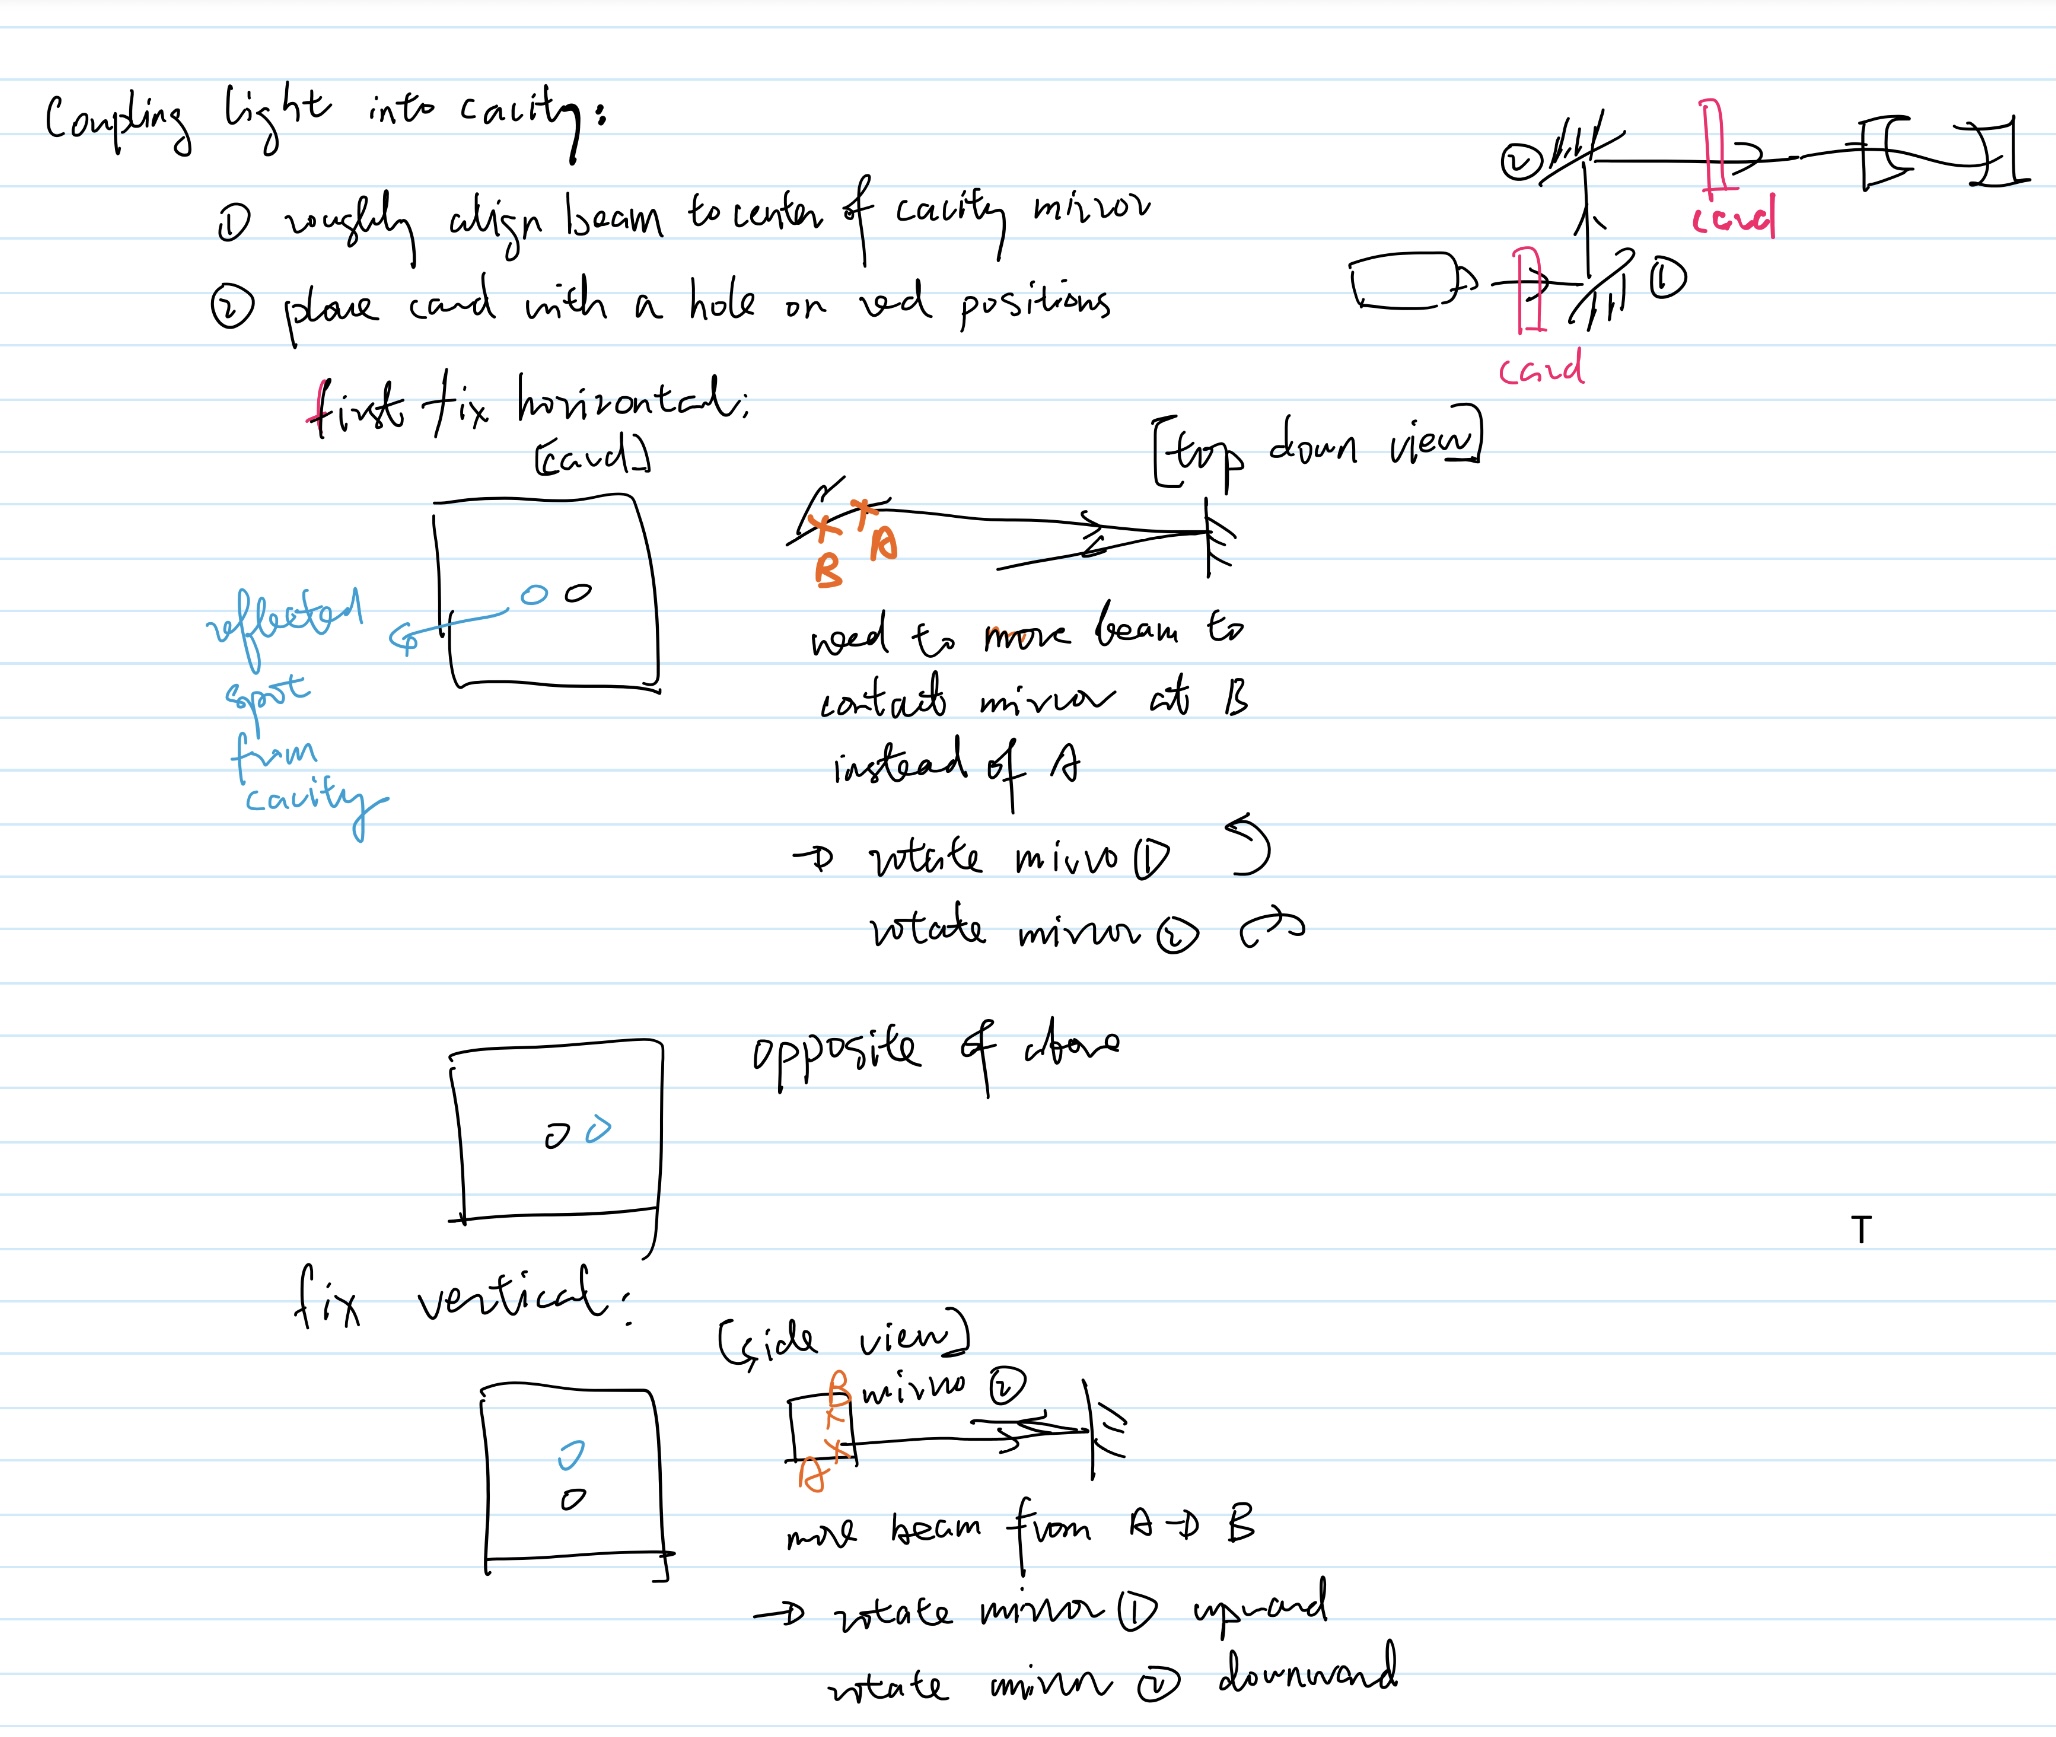 Coupling light into cavity:
① roughly align beam to center of cavity mirror
② place card with a hole on red positions
② card
① card
first fix horizontal:
[card]
[top down view]
B A
reflected
spot
from
cavity
need to move beam to
contact mirror at B
instead of A
→ rotate mirro ①
rotate mirror ②
opposite of above
T
fix vertical:
[side view]
B mirro ②
A
move beam from A → B
→ rotate mirror ① upward
rotate mirror ② downward